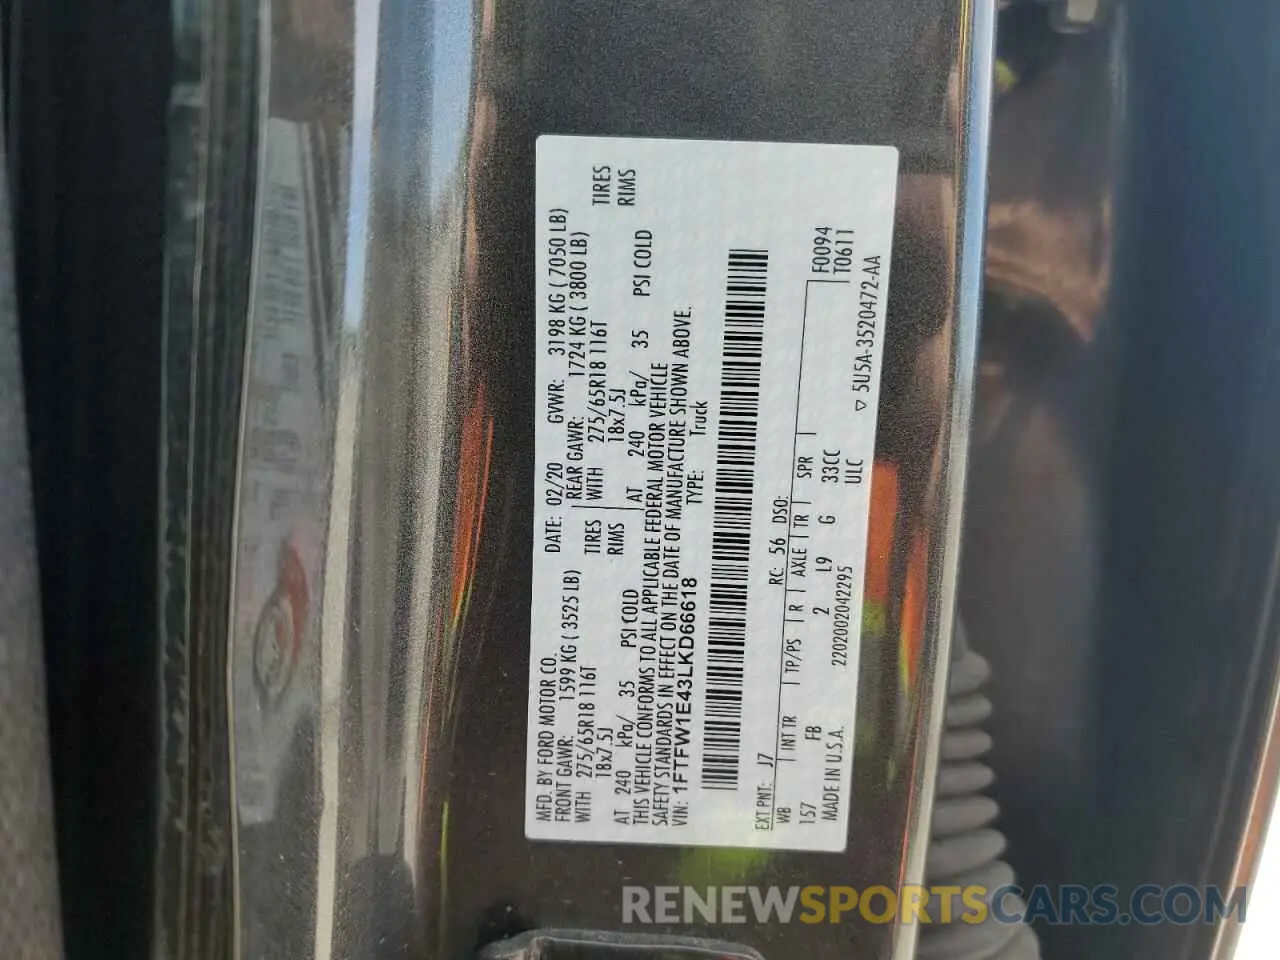 MFD. BY FORD MOTOR CO.
DATE: 02/20 GVWR: 3198 KG ( 7050 LB)
FRONT GAWR: 1599 KG ( 3525 LB) REAR GAWR: 1724 KG ( 3800 LB)
WITH 275/65R18 116T TIRES WITH 275/65R18 116T TIRES
18x7.5J RIMS 18x7.5J RIMS
AT 240 kPa/ 35 PSI COLD AT 240 kPa/ 35 PSI COLD
THIS VEHICLE CONFORMS TO ALL APPLICABLE FEDERAL MOTOR VEHICLE
SAFETY STANDARDS IN EFFECT ON THE DATE OF MANUFACTURE SHOWN ABOVE.
VIN: 1FTFW1E43LKD66618 TYPE: Truck
EXT PNT: J7 RC: 56 DSO:
WB INT TR TP/PS R AXLE TR SPR F0094
157 FB 2 L9 G 33CC T0611
MADE IN U.S.A. 220200204​2295 ULC
▽ 5U5A-3520472-AA
RENEWSPORTSCARS.COM